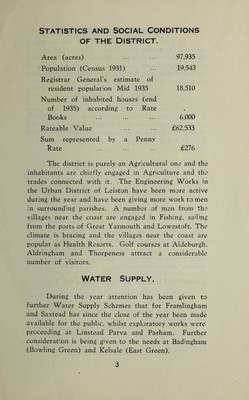 STATISTICS AND SOCIAL CONDITIONS
OF THE DISTRICT.
Area (acres) ... ... 97,935
Population (Census 1931) ... 19,543
Registrar General's estimate of
resident population Mid 1935 18,510
Number of inhabited houses (end
of 1935) according to Rate
Books ... ... ... 6,000
Rateable Value ... ... £62,533
Sum represented by a Penny
Rate ... ... ... £276
The district is purely an Agricultural one and the
inhabitants are chiefly engaged in Agriculture and the
trades connected with it. The Engineering Works in
the Urban District of Leiston have been more active
during the year and have been giving more work to men
in surrounding parishes. A number of men from the
villages near the coast are engaged in Fishing, sailing
from the ports of Great Yarmouth and Lowestoft. The
climate is bracing and the villages near the coast are
popular as Health Resorts. Golf courses at Aldeburgh,
Aldringham and Thorpeness attract a considerable
number of visitors.
WATER SUPPLY.
During the year attention has been given to
further Water Supply Schemes that for Framlingham
and Saxtead has since the close of the year been made
available for the public, whilst exploratory works were
proceeding at Linstead Parva and Parham. Further
consideration is being given to the needs at Badingham
(Bowling Green) and Kelsale (East Green).
3